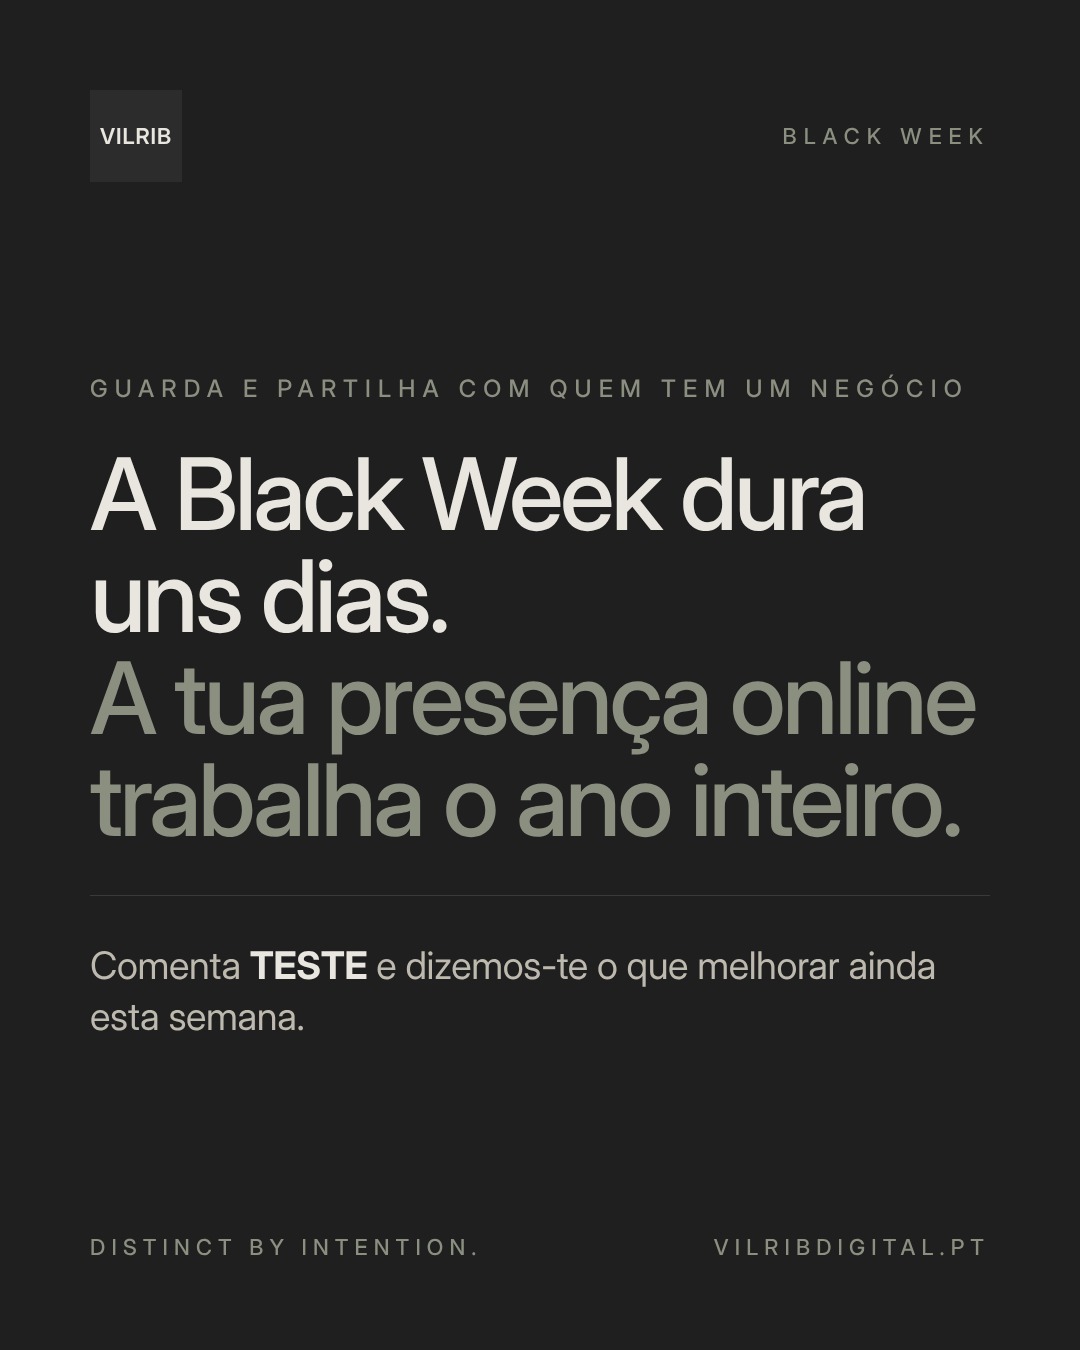 VILRIB
BLACK WEEK
GUARDA E PARTILHA COM QUEM TEM UM NEGÓCIO
A Black Week dura
uns dias.
A tua presença online
trabalha o ano inteiro.
Comenta TESTE e dizemos-te o que melhorar ainda
esta semana.
DISTINCT BY INTENTION.
VILRIBDIGITAL.PT